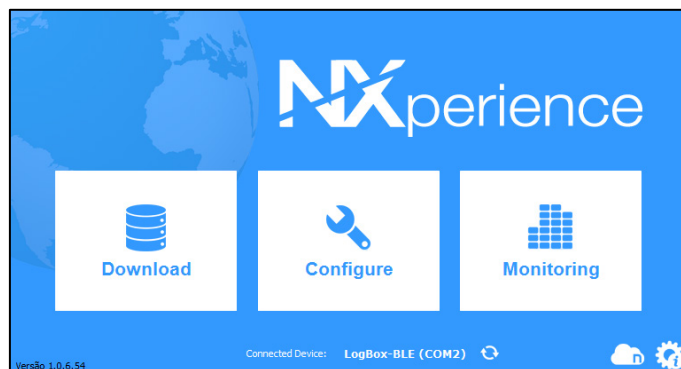 NXperience
Download
Configure
Monitoring
Versão 1.0.6.54
Connected Device: LogBox-BLE (COM2)
n
i